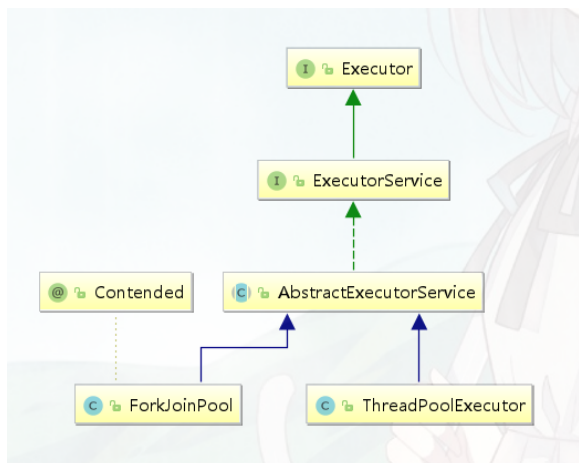 I Executor
I ExecutorService
@ Contended
C AbstractExecutorService
C ForkJoinPool
C ThreadPoolExecutor